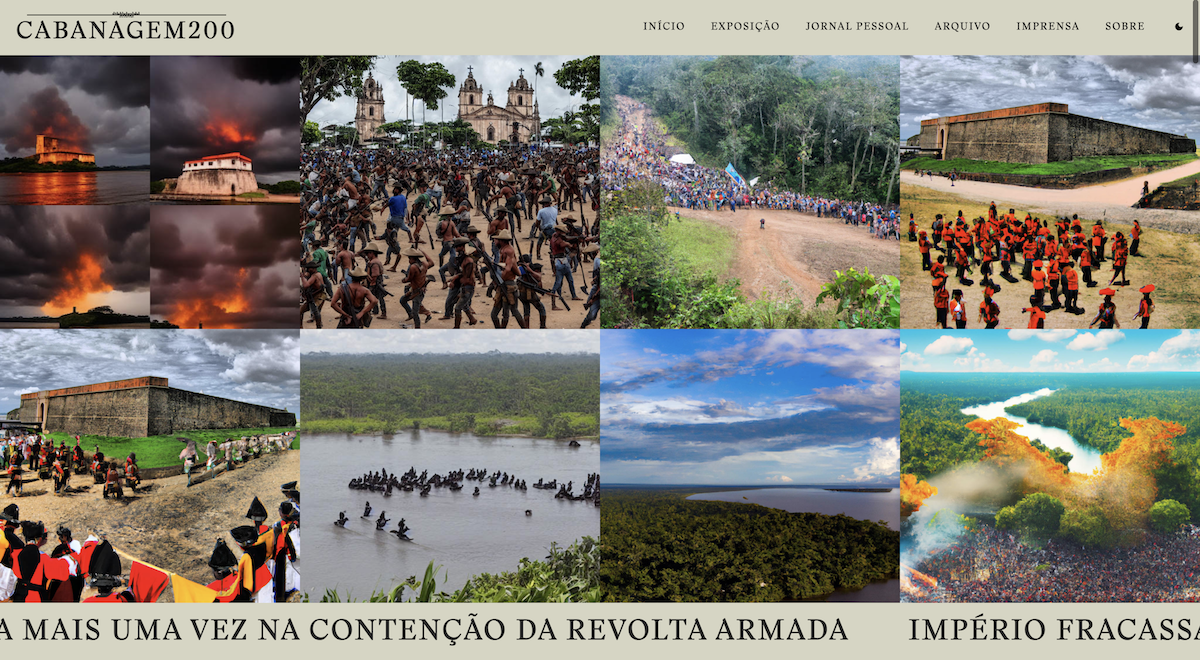 CABANAGEM200
INÍCIO EXPOSIÇÃO JORNAL PESSOAL ARQUIVO IMPRENSA SOBRE
A MAIS UMA VEZ NA CONTENÇÃO DA REVOLTA ARMADA IMPÉRIO FRACASSA